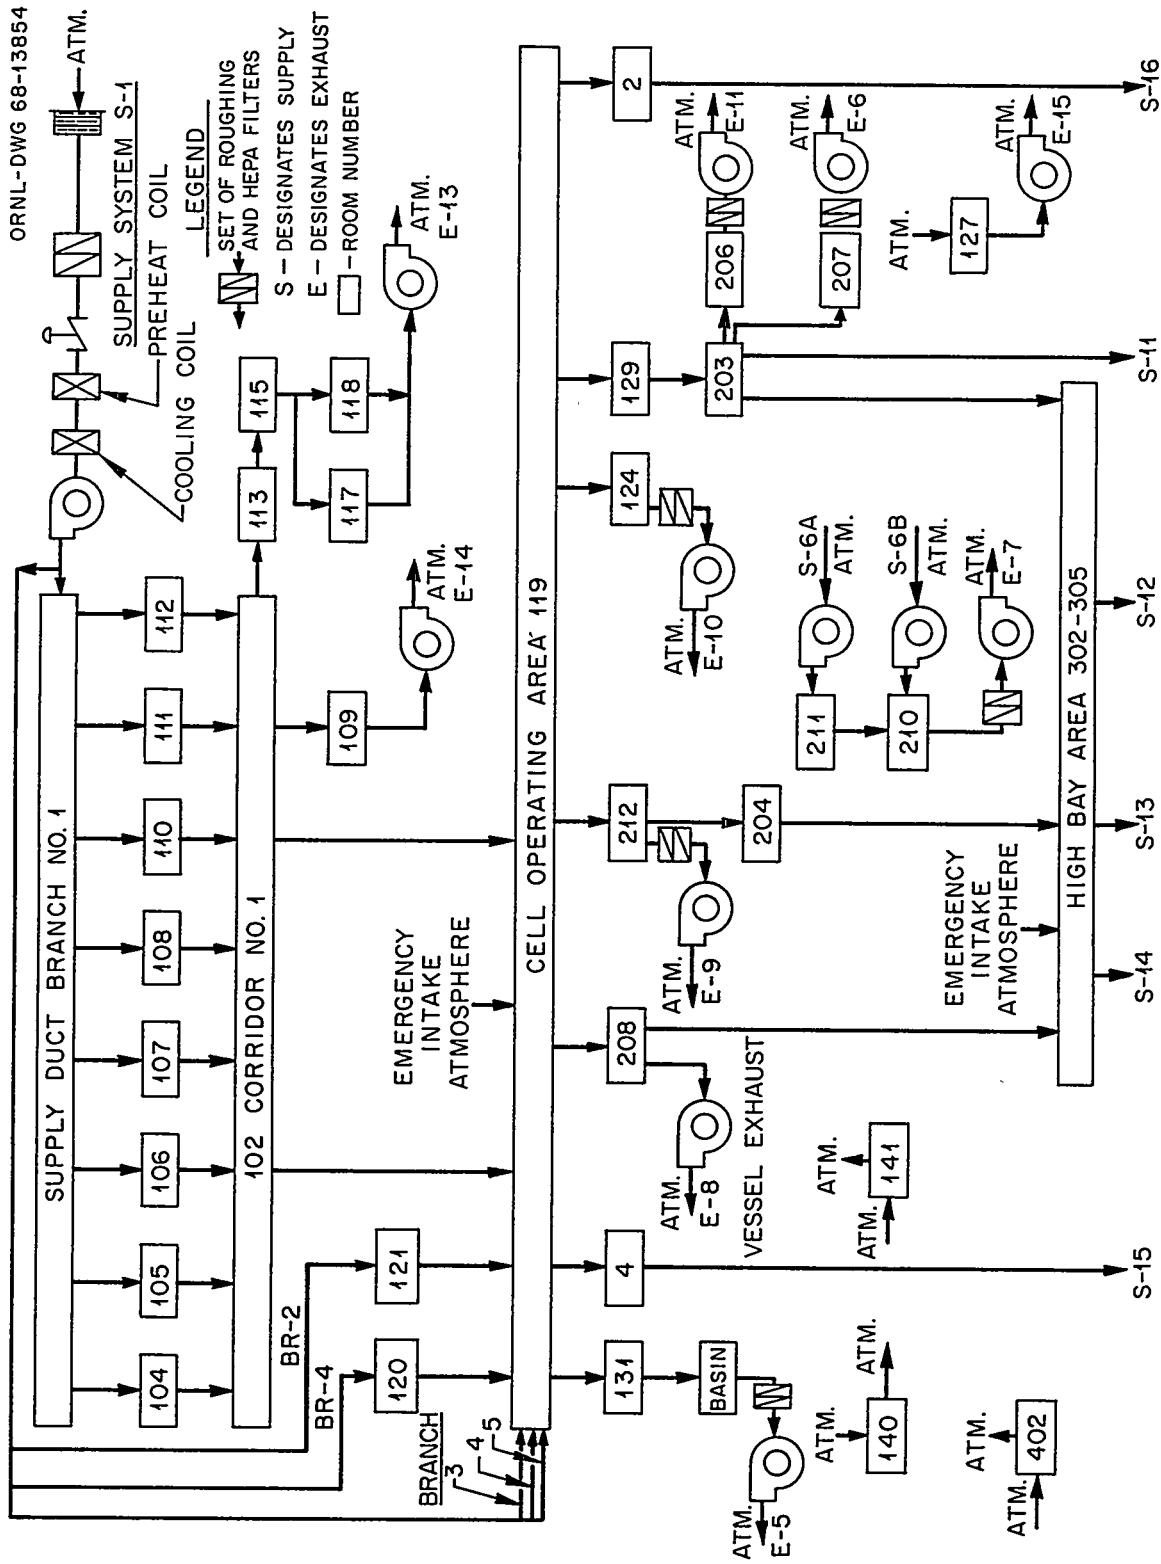 ORNL-DWG 68-13854
ATM.
SUPPLY SYSTEM S-1
PREHEAT COIL
COOLING COIL
LEGEND
SET OF ROUGHING
AND HEPA FILTERS
S – DESIGNATES SUPPLY
E – DESIGNATES EXHAUST
– ROOM NUMBER
SUPPLY DUCT BRANCH NO. 1
104
105
106
107
108
110
111
112
102 CORRIDOR NO. 1
113
115
117
118
ATM.
E-13
109
ATM.
E-14
BR-2
BR-4
120
121
BRANCH
3
4
5
EMERGENCY
INTAKE
ATMOSPHERE
CELL OPERATING AREA 119
131
BASIN
ATM.
E-5
4
S-15
208
ATM.
E-8
VESSEL EXHAUST
212
ATM.
E-9
204
124
ATM.
E-10
129
203
206
ATM.
E-11
207
ATM.
E-6
2
S-16
ATM.
127
ATM.
E-15
S-6A
ATM.
211
S-6B
ATM.
210
ATM.
E-7
ATM.
140
ATM.
ATM.
141
ATM.
ATM.
402
ATM.
EMERGENCY
INTAKE
ATMOSPHERE
HIGH BAY AREA 302-305
S-14
S-13
S-12
S-11